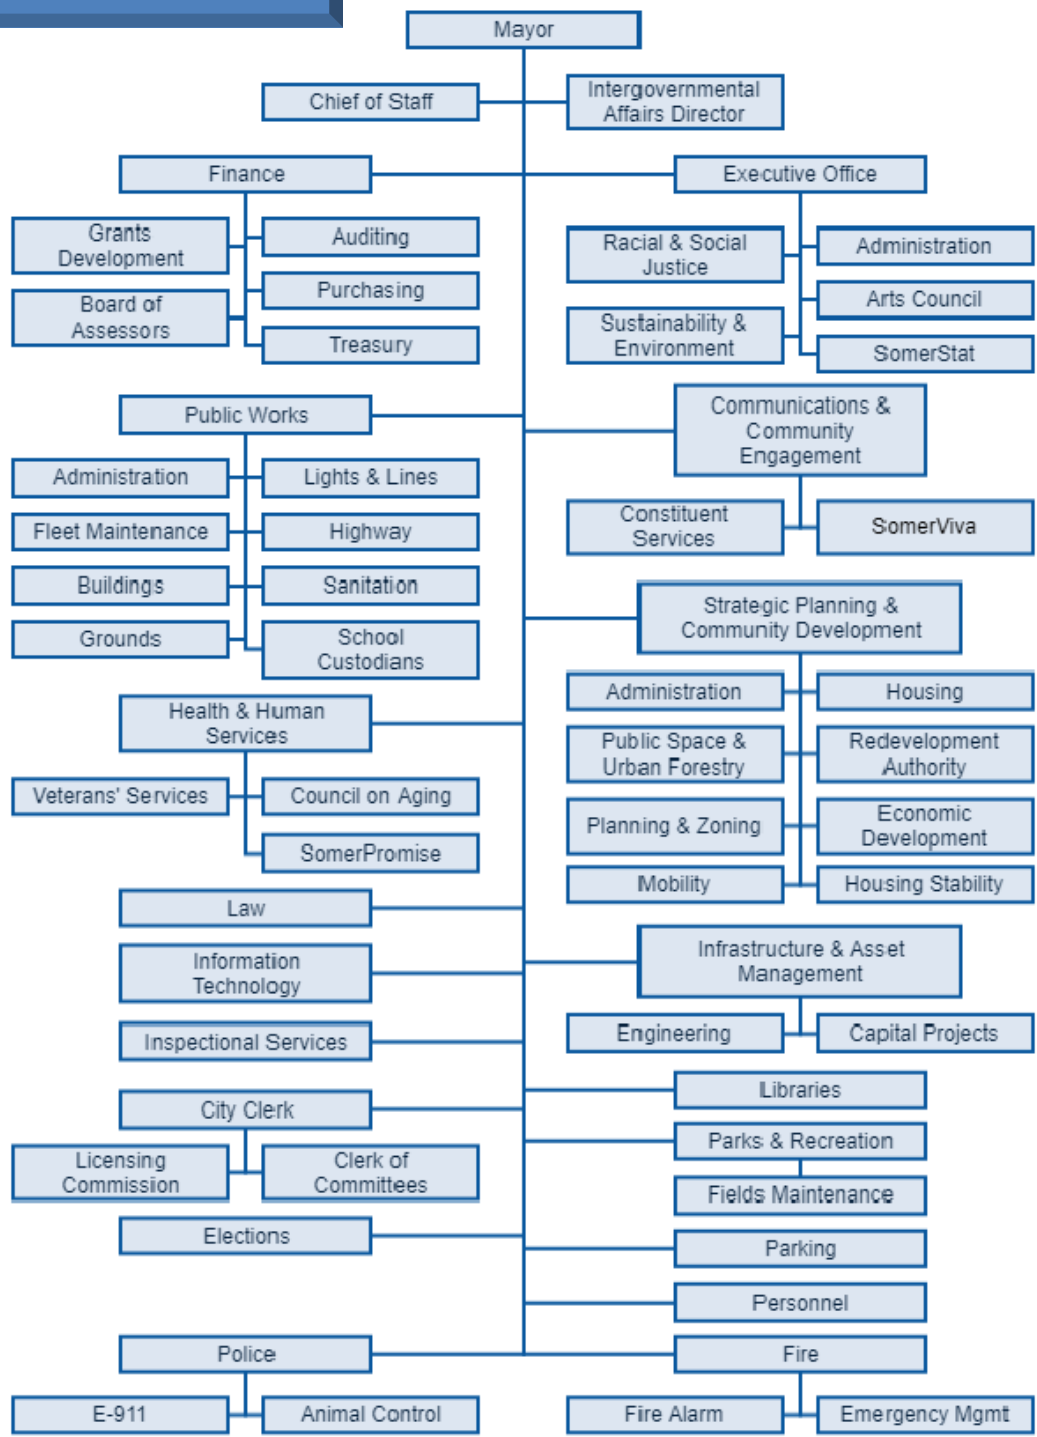 Mayor
Chief of Staff
Intergovernmental
Affairs Director
Finance
Executive Office
Grants
Development
Auditing
Board of
Assessors
Purchasing
Treasury
Racial & Social
Justice
Administration
Sustainability &
Environment
Arts Council
SomerStat
Public Works
Communications &
Community
Engagement
Administration
Lights & Lines
Fleet Maintenance
Highway
Buildings
Sanitation
Grounds
School
Custodians
Constituent
Services
SomerViva
Strategic Planning &
Community Development
Administration
Housing
Public Space &
Urban Forestry
Redevelopment
Authority
Planning & Zoning
Economic
Development
Mobility
Housing Stability
Health & Human
Services
Veterans' Services
Council on Aging
SomerPromise
Law
Information
Technology
Inspectional Services
Infrastructure & Asset
Management
Engineering
Capital Projects
City Clerk
Licensing
Commission
Clerk of
Committees
Elections
Libraries
Parks & Recreation
Fields Maintenance
Parking
Personnel
Police
Fire
E-911
Animal Control
Fire Alarm
Emergency Mgmt